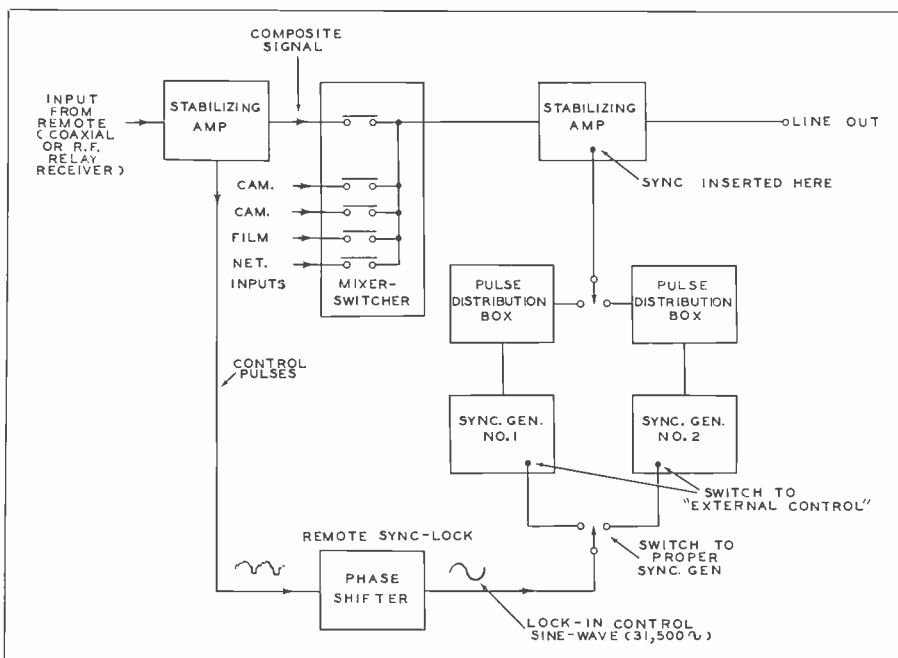 COMPOSITE
SIGNAL
INPUT
FROM
REMOTE
(COAXIAL
OR R.F.
RELAY
RECEIVER)
STABILIZING
AMP
STABILIZING
AMP
LINE OUT
SYNC INSERTED HERE
CAM.
CAM.
FILM
NET.
INPUTS
MIXER-
SWITCHER
PULSE
DISTRIBUTION
BOX
PULSE
DISTRIBUTION
BOX
CONTROL
PULSES
SYNC. GEN.
NO. 1
SYNC. GEN.
NO. 2
SWITCH TO
"EXTERNAL CONTROL"
REMOTE SYNC-LOCK
SWITCH TO
PROPER
SYNC. GEN
PHASE
SHIFTER
LOCK-IN CONTROL
SINE-WAVE (31,500∿)